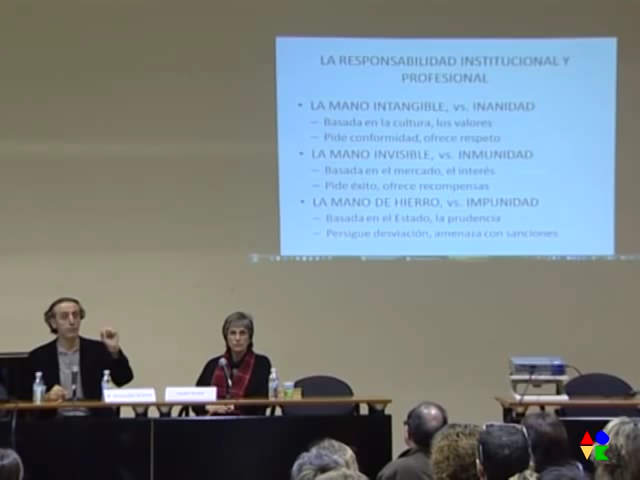 LA RESPONSABILIDAD INSTITUCIONAL Y
PROFESIONAL
• LA MANO INTANGIBLE, vs. INANIDAD
– Basada en la cultura, los valores
– Pide conformidad, ofrece respeto
• LA MANO INVISIBLE, vs. INMUNIDAD
– Basada en el mercado, el interés
– Pide éxito, ofrece recompensas
• LA MANO DE HIERRO, vs. IMPUNIDAD
– Basada en el Estado, la prudencia
– Persigue desviación, amenaza con sanciones